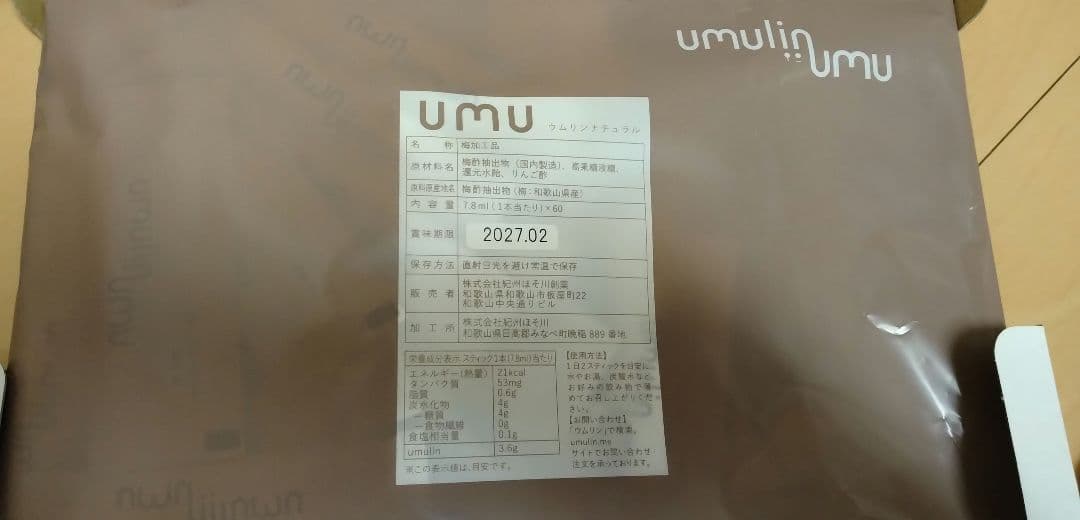 umulin umu
umu ウムリンナチュラル
名 称 梅加工品
原材料名 梅酢抽出物（国内製造）、高果糖液糖、
還元水飴、りんご酢
原料原産地名 梅酢抽出物（梅：和歌山県産）
内 容 量 7.8ml（1本当たり）×60
賞味期限 2027.02
保存方法 直射日光を避け常温で保存
販 売 者 株式会社紀州ほそ川創薬
和歌山県和歌山市板屋町22
和歌山中央通りビル
加 工 所 株式会社紀州ほそ川
和歌山県日高郡みなべ町晩稲 889 番地
栄養成分表示 スティック1本(7.8ml)当たり
エネルギー(熱量) 21kcal
タンパク質 53mg
脂質 0.6g
炭水化物 4g
－糖質 4g
－食物繊維 0g
食塩相当量 0.1g
umulin 3.6g
※この表示値は、目安です。
【使用方法】
1日2スティックを目安に
水やお湯、炭酸水など
お好みの飲み物で薄
めてお召し上がりくだ
さい。
【お問い合わせ】
「ウムリン」で検索。
umulin.me
サイトでお問い合わせ
注文を承っております。